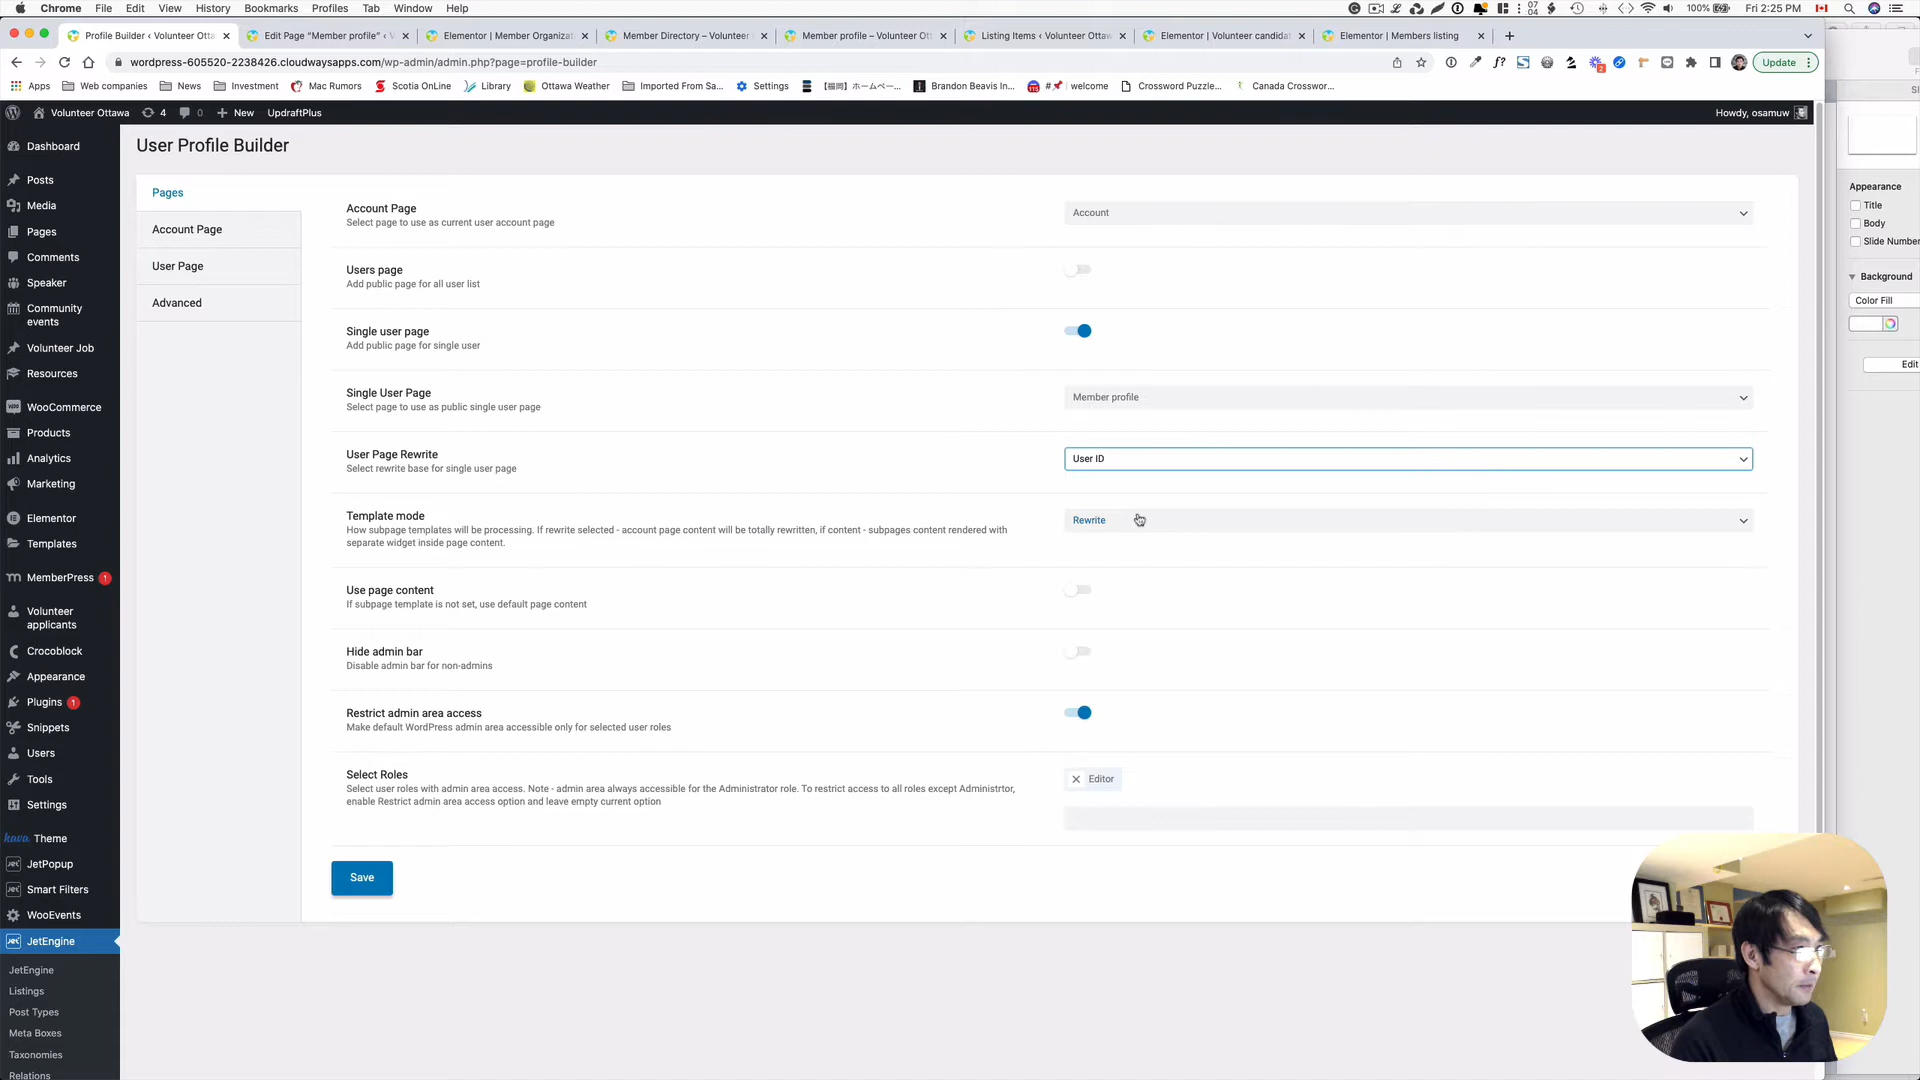 Chrome File Edit View History Bookmarks Profiles Tab Window Help
07 04 100% Fri 2:25 PM
Profile Builder ‹ Volunteer Otta
Edit Page “Member profile” ‹ V
Elementor | Member Organizat
Member Directory – Volunteer
Member profile – Volunteer Ot
Listing Items ‹ Volunteer Ottaw
Elementor | Volunteer candidat
Elementor | Members listing
wordpress-605520-2238426.cloudwaysapps.com/wp-admin/admin.php?page=profile-builder
Update
Apps Web companies News Investment Mac Rumors Scotia OnLine Library Ottawa Weather Imported From Sa... Settings 【福岡】ホームペー... Brandon Beavis In... welcome Crossword Puzzle... Canada Crosswor...
Volunteer Ottawa 4 0 New UpdraftPlus Howdy, osamuw
Dashboard
Posts
Media
Pages
Comments
Speaker
Community
events
Volunteer Job
Resources
WooCommerce
Products
Analytics
Marketing
Elementor
Templates
MemberPress 1
Volunteer
applicants
Crocoblock
Appearance
Plugins 1
Snippets
Users
Tools
Settings
kava Theme
JetPopup
Smart Filters
WooEvents
JetEngine
JetEngine
Listings
Post Types
Meta Boxes
Taxonomies
Relations
User Profile Builder
Pages
Account Page
User Page
Advanced
Account Page
Select page to use as current user account page
Account
Users page
Add public page for all user list
Single user page
Add public page for single user
Single User Page
Select page to use as public single user page
Member profile
User Page Rewrite
Select rewrite base for single user page
User ID
Template mode
How subpage templates will be processing. If rewrite selected - account page content will be totally rewritten, if content - subpages content rendered with
separate widget inside page content.
Rewrite
Use page content
If subpage template is not set, use default page content
Hide admin bar
Disable admin bar for non-admins
Restrict admin area access
Make default WordPress admin area accessible only for selected user roles
Select Roles
Select user roles with admin area access. Note - admin area always accessible for the Administrator role. To restrict access to all roles except Administrtor,
enable Restrict admin area access option and leave empty current option
Editor
Save
Appearance
Title
Body
Slide Number
Background
Color Fill
Edit